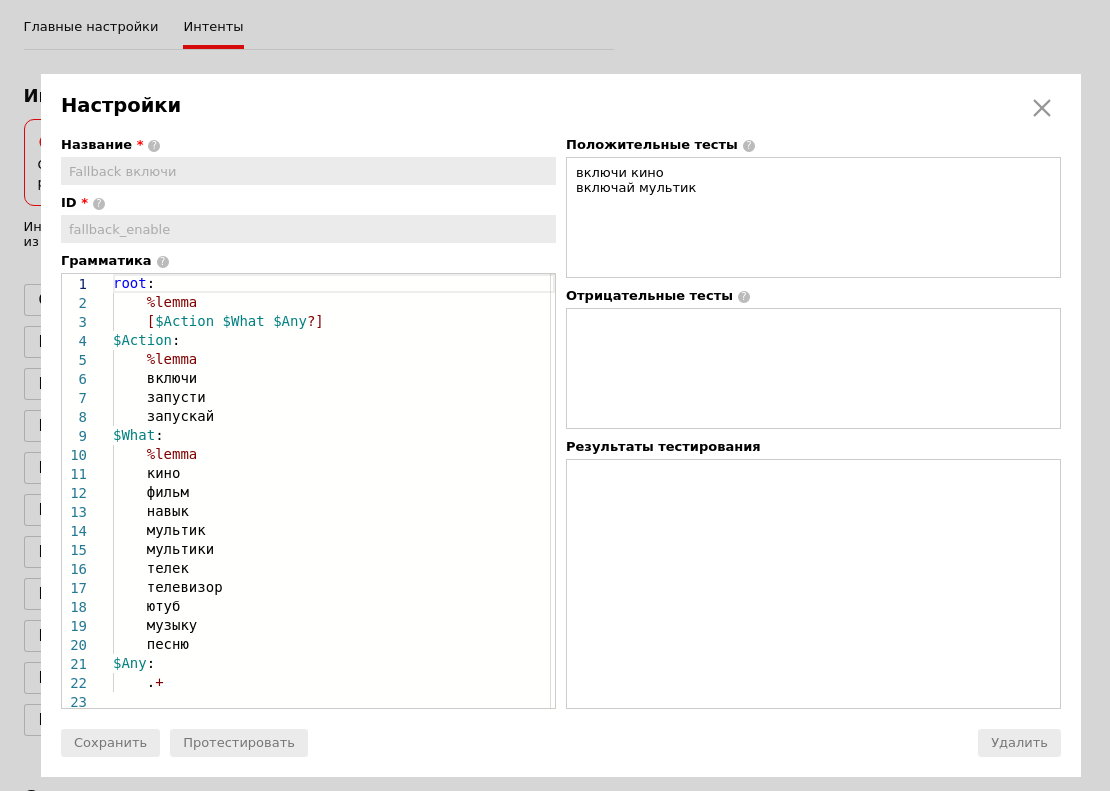 Главные настройки Интенты
Настройки
Название *
Fallback включи
ID *
fallback_enable
Грамматика
1 root:
2 %lemma
3 [$Action $What $Any?]
4 $Action:
5 %lemma
6 включи
7 запусти
8 запускай
9 $What:
10 %lemma
11 кино
12 фильм
13 навык
14 мультик
15 мультики
16 телек
17 телевизор
18 ютуб
19 музыку
20 песню
21 $Any:
22 .+
23
Положительные тесты
включи кино
включай мультик
Отрицательные тесты
Результаты тестирования
Сохранить Протестировать Удалить